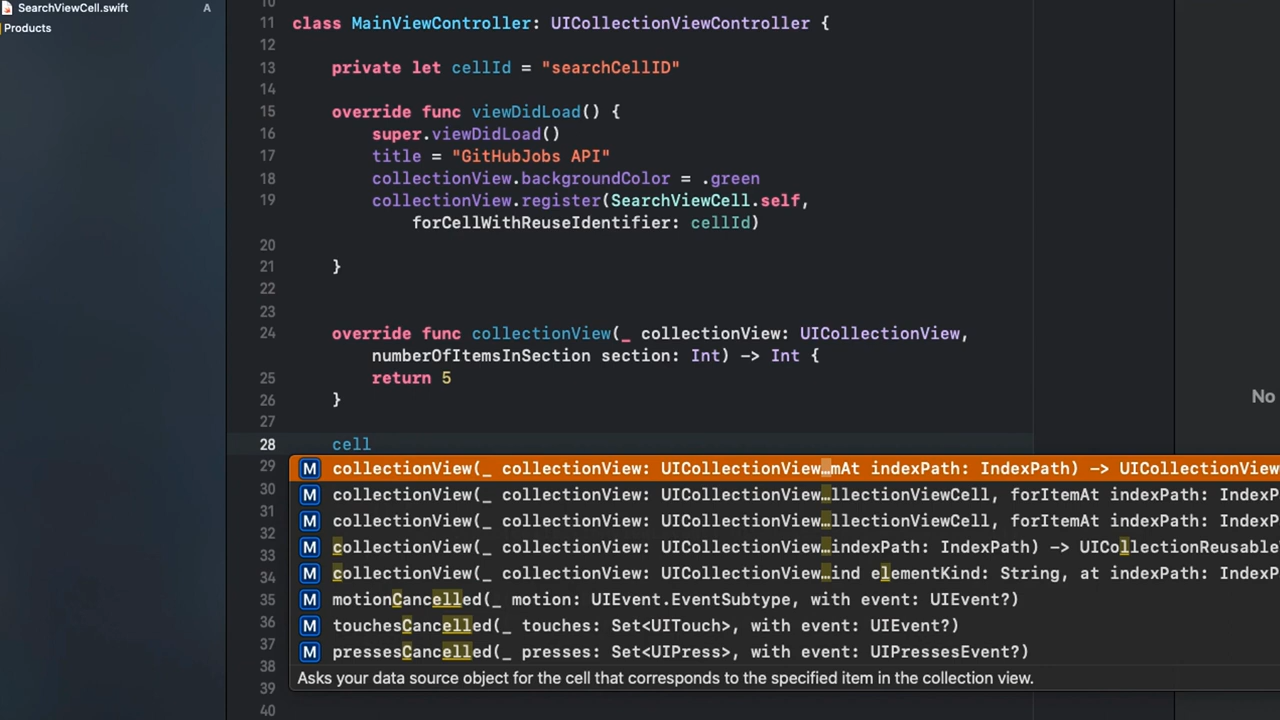 SearchViewCell.swift A
Products
10
11 class MainViewController: UICollectionViewController {
12
13 private let cellId = "searchCellID"
14
15 override func viewDidLoad() {
16 super.viewDidLoad()
17 title = "GitHubJobs API"
18 collectionView.backgroundColor = .green
19 collectionView.register(SearchViewCell.self,
forCellWithReuseIdentifier: cellId)
20
21 }
22
23
24 override func collectionView(_ collectionView: UICollectionView,
numberOfItemsInSection section: Int) -> Int {
25 return 5
26 }
27
28 cell
29 M collectionView(_ collectionView: UICollectionView…mAt indexPath: IndexPath) -> UICollectionView
30 M collectionView(_ collectionView: UICollectionView…llectionViewCell, forItemAt indexPath: IndexP
31 M collectionView(_ collectionView: UICollectionView…llectionViewCell, forItemAt indexPath: IndexP
32
33 M collectionView(_ collectionView: UICollectionView…indexPath: IndexPath) -> UICollectionReusable
34 M collectionView(_ collectionView: UICollectionView…ind elementKind: String, at indexPath: IndexP
35 M motionCancelled(_ motion: UIEvent.EventSubtype, with event: UIEvent?)
36 M touchesCancelled(_ touches: Set<UITouch>, with event: UIEvent?)
37 M pressesCancelled(_ presses: Set<UIPress>, with event: UIPressesEvent?)
38
39 Asks your data source object for the cell that corresponds to the specified item in the collection view.
40
No